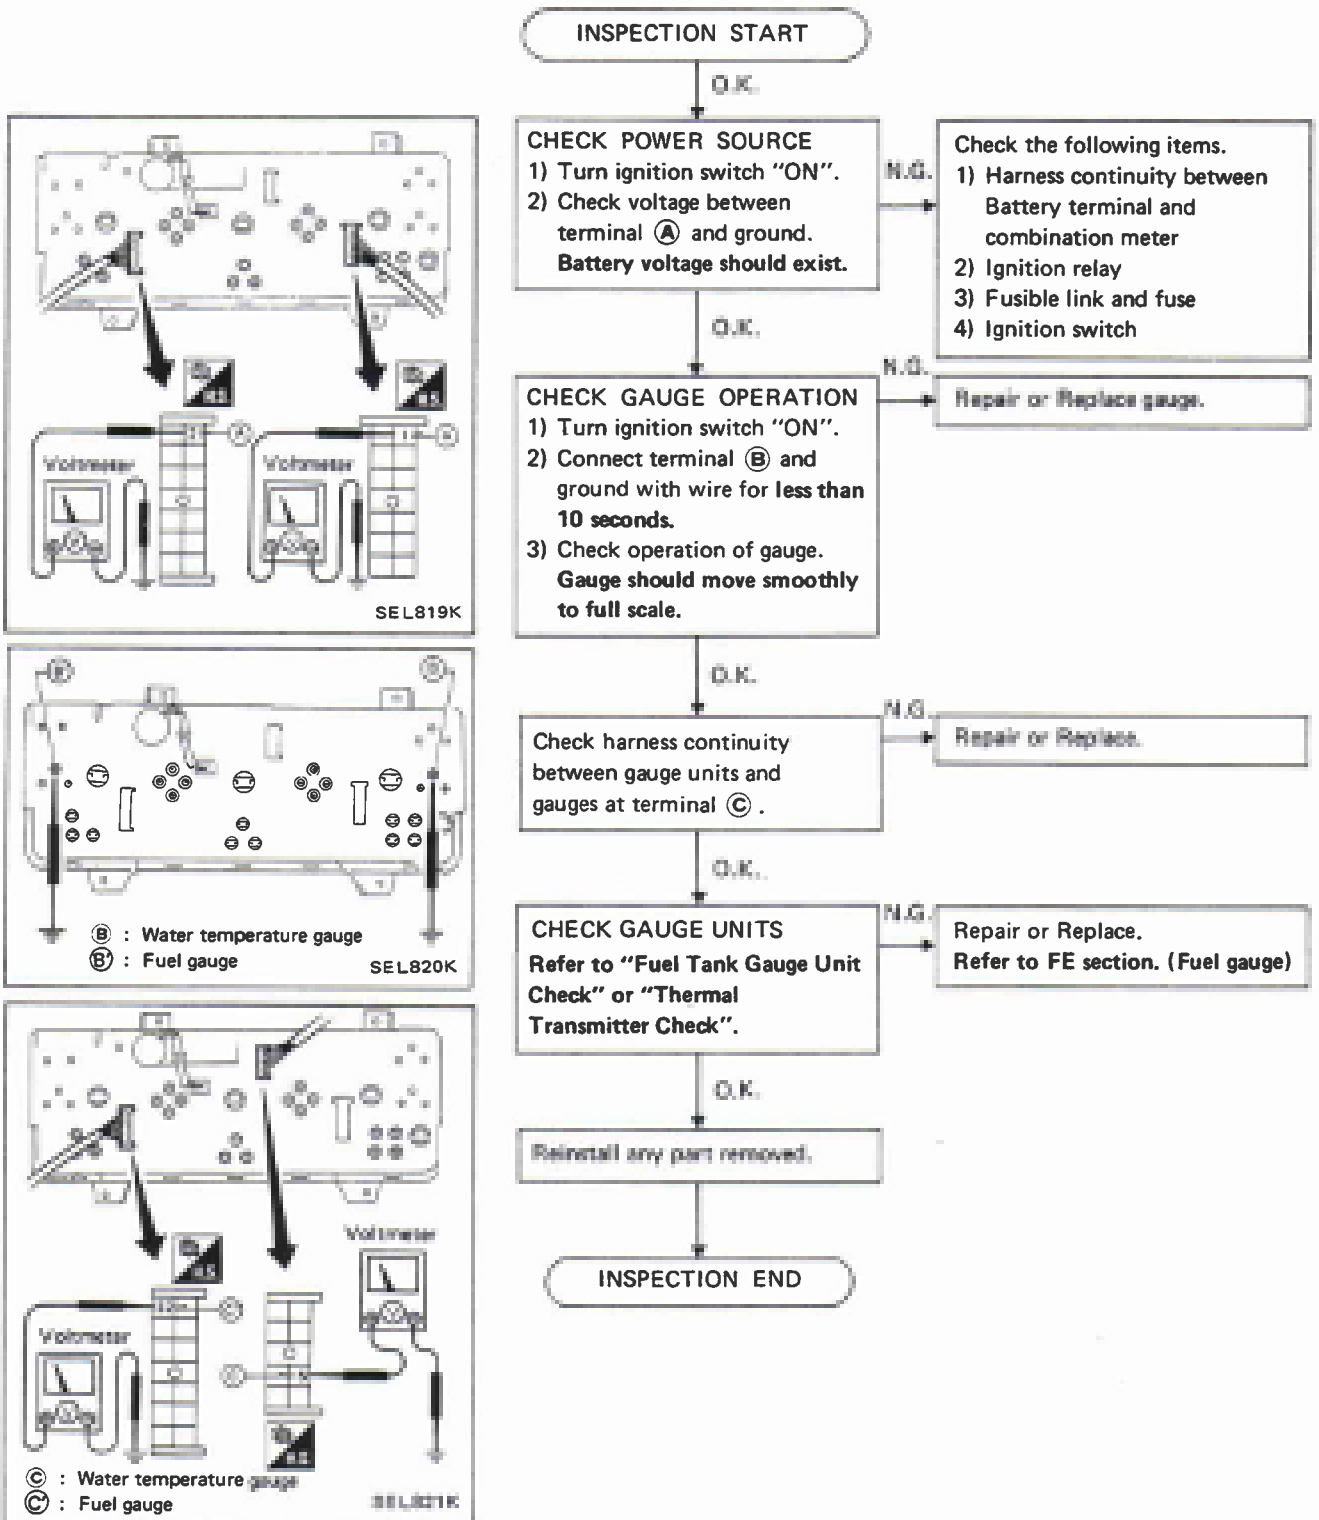 INSPECTION START
O.K.
CHECK POWER SOURCE
1) Turn ignition switch "ON".
2) Check voltage between
terminal Ⓐ and ground.
Battery voltage should exist.
N.G.
Check the following items.
1) Harness continuity between
Battery terminal and
combination meter
2) Ignition relay
3) Fusible link and fuse
4) Ignition switch
O.K.
CHECK GAUGE OPERATION
1) Turn ignition switch "ON".
2) Connect terminal Ⓑ and
ground with wire for less than
10 seconds.
3) Check operation of gauge.
Gauge should move smoothly
to full scale.
N.G.
Repair or Replace gauge.
O.K.
Check harness continuity
between gauge units and
gauges at terminal Ⓒ .
N.G.
Repair or Replace.
O.K.
CHECK GAUGE UNITS
Refer to "Fuel Tank Gauge Unit
Check" or "Thermal
Transmitter Check".
N.G.
Repair or Replace.
Refer to FE section. (Fuel gauge)
O.K.
Reinstall any part removed.
INSPECTION END
Voltmeter
Voltmeter
SEL819K
Ⓑ : Water temperature gauge
Ⓑ' : Fuel gauge
SEL820K
Voltmeter
Voltmeter
Ⓒ : Water temperature gauge
Ⓒ' : Fuel gauge
SEL821K